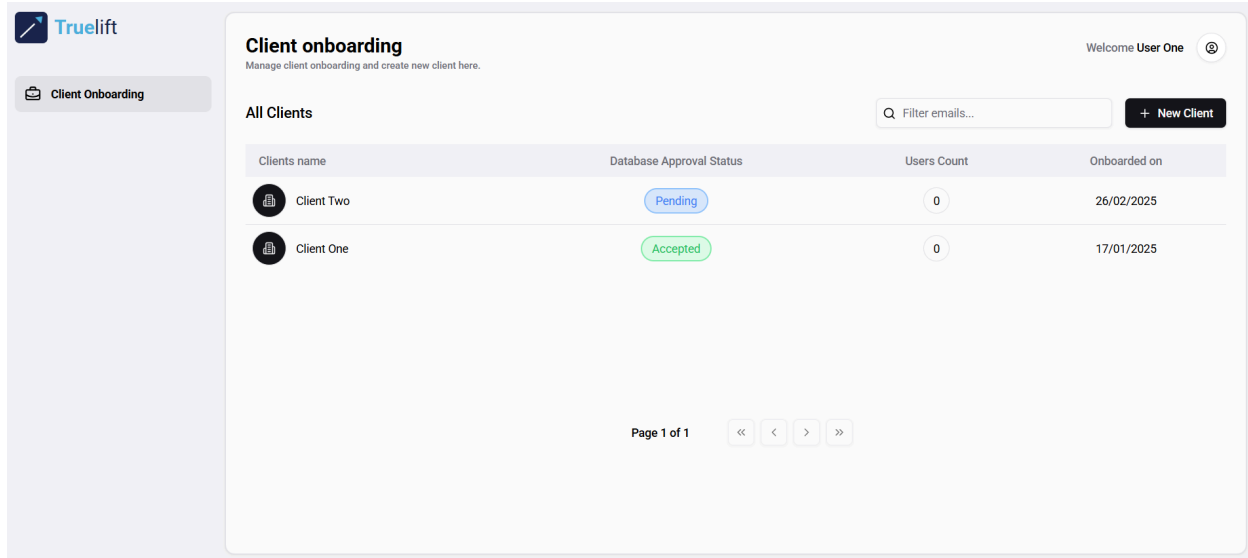 Truelift
Client Onboarding
Client onboarding
Manage client onboarding and create new client here.
Welcome User One
All Clients
Filter emails...
+ New Client
Clients name Database Approval Status Users Count Onboarded on
Client Two Pending 0 26/02/2025
Client One Accepted 0 17/01/2025
Page 1 of 1